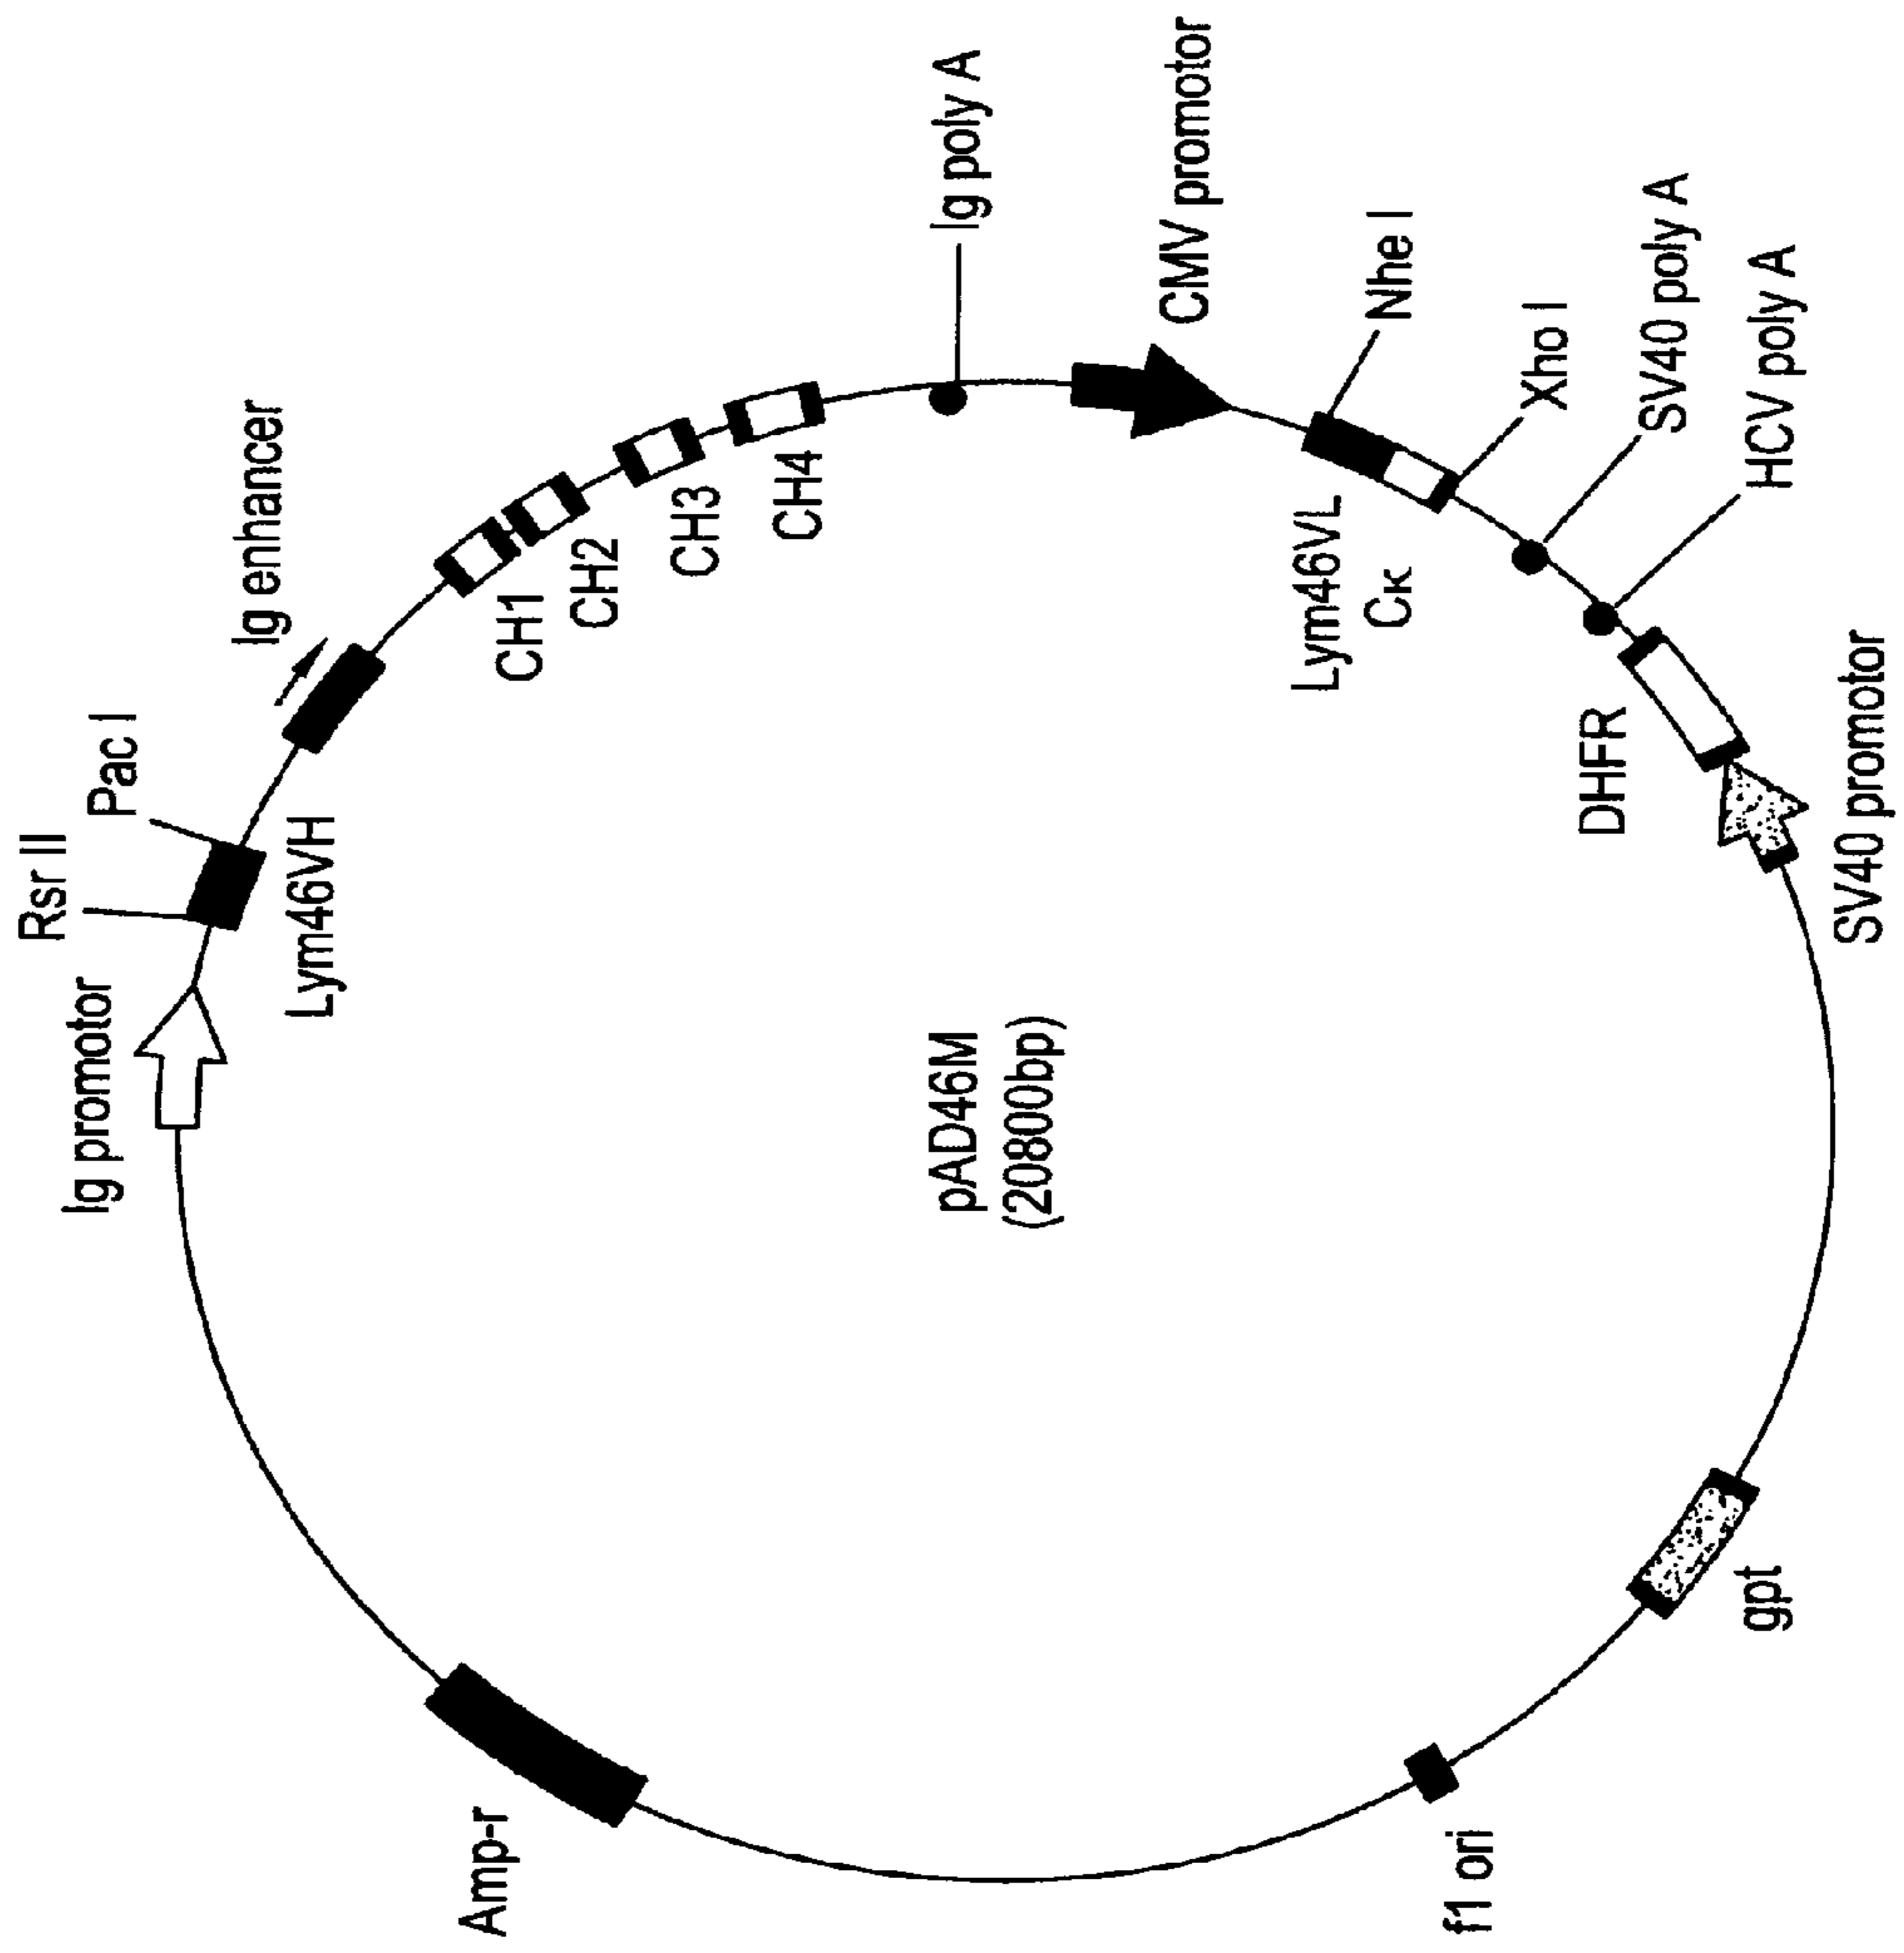 Rsr II
Pac I
Ig promotor
Lym46VH
Ig enhancer
CH1
CH2
CH3
CH4
Ig poly A
CMV promotor
Nhe I
Lym46VL
Cκ
Xho I
SV40 poly A
HCV poly A
DHFR
SV40 promotor
gpt
f1 ori
Amp-r
pAD46M
(20800bp)